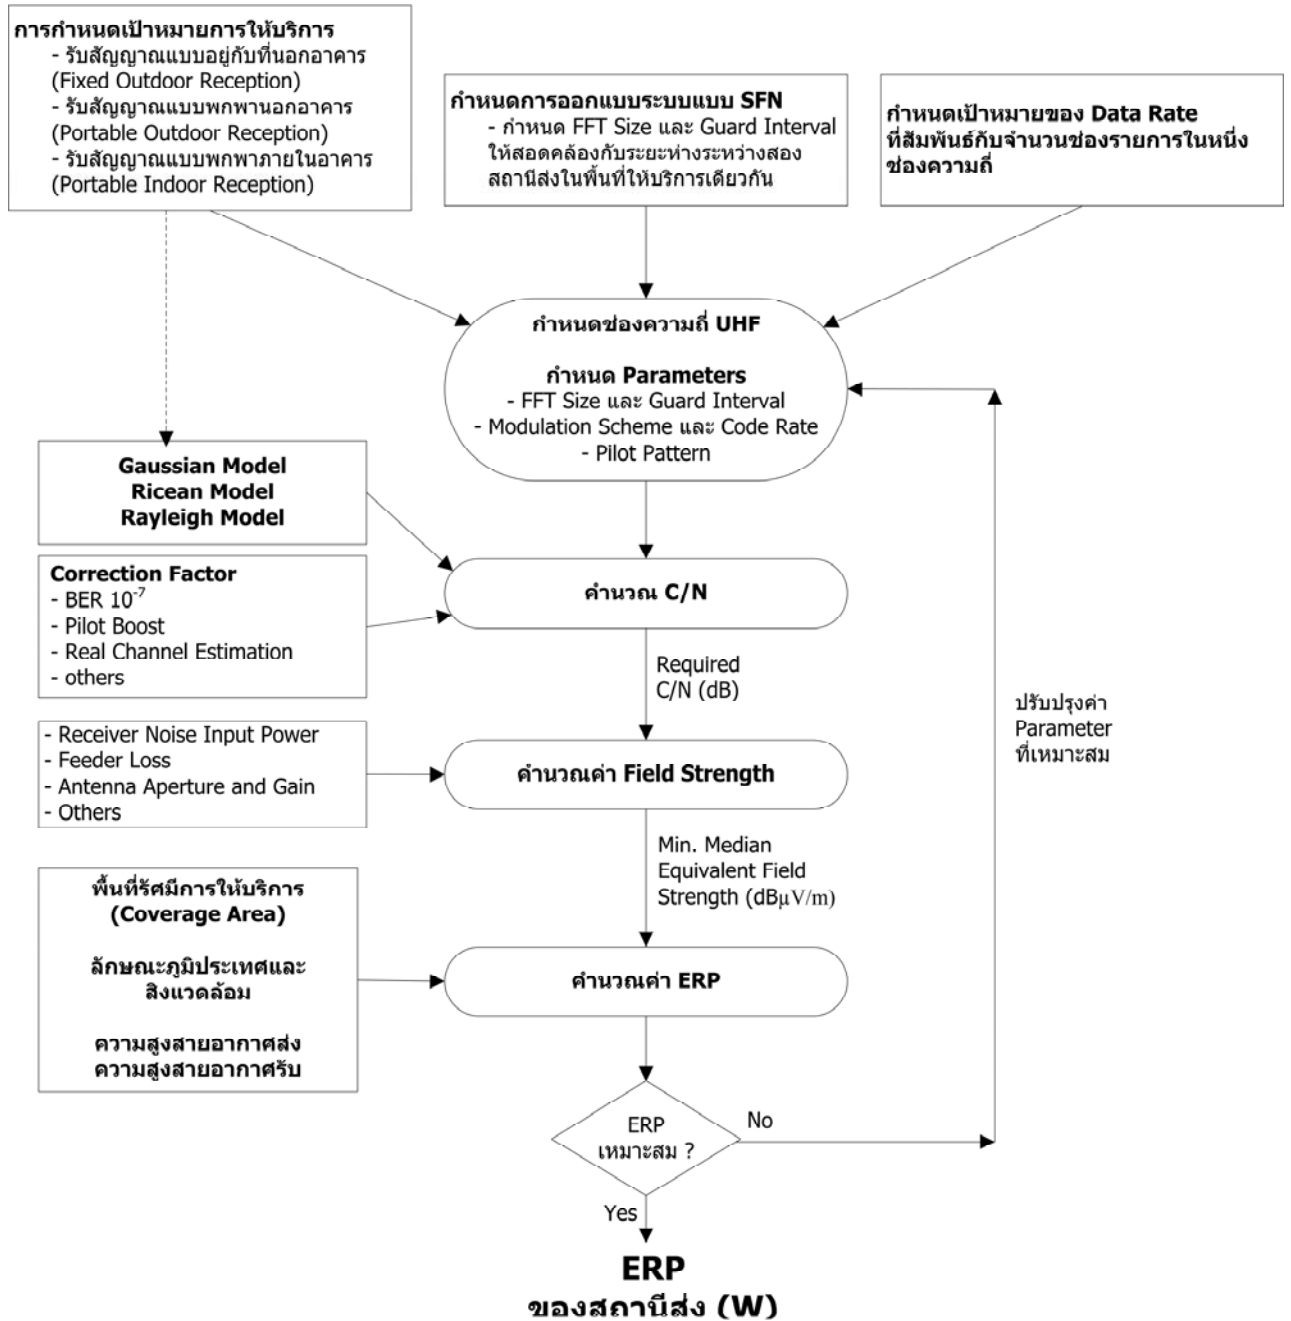 การกำหนดเป้าหมายการให้บริการ
- รับสัญญาณแบบอยู่กับที่นอกอาคาร
(Fixed Outdoor Reception)
- รับสัญญาณแบบพกพานอกอาคาร
(Portable Outdoor Reception)
- รับสัญญาณแบบพกพาภายในอาคาร
(Portable Indoor Reception)
กำหนดการออกแบบระบบแบบ SFN
- กำหนด FFT Size และ Guard Interval
ให้สอดคล้องกับระยะห่างระหว่างสอง
สถานีส่งในพื้นที่ให้บริการเดียวกัน
กำหนดเป้าหมายของ Data Rate
ที่สัมพันธ์กับจำนวนช่องรายการในหนึ่ง
ช่องความถี่
กำหนดช่องความถี่ UHF
กำหนด Parameters
- FFT Size และ Guard Interval
- Modulation Scheme และ Code Rate
- Pilot Pattern
Gaussian Model
Ricean Model
Rayleigh Model
Correction Factor
- BER 10⁻⁷
- Pilot Boost
- Real Channel Estimation
- others
คำนวณ C/N
Required
C/N (dB)
- Receiver Noise Input Power
- Feeder Loss
- Antenna Aperture and Gain
- Others
คำนวณค่า Field Strength
ปรับปรุงค่า
Parameter
ที่เหมาะสม
Min. Median
Equivalent Field
Strength (dBµV/m)
พื้นที่รัศมีการให้บริการ
(Coverage Area)
ลักษณะภูมิประเทศและ
สิ่งแวดล้อม
ความสูงสายอากาศส่ง
ความสูงสายอากาศรับ
คำนวณค่า ERP
ERP
เหมาะสม ?
No
Yes
ERP
ของสถานีส่ง (W)